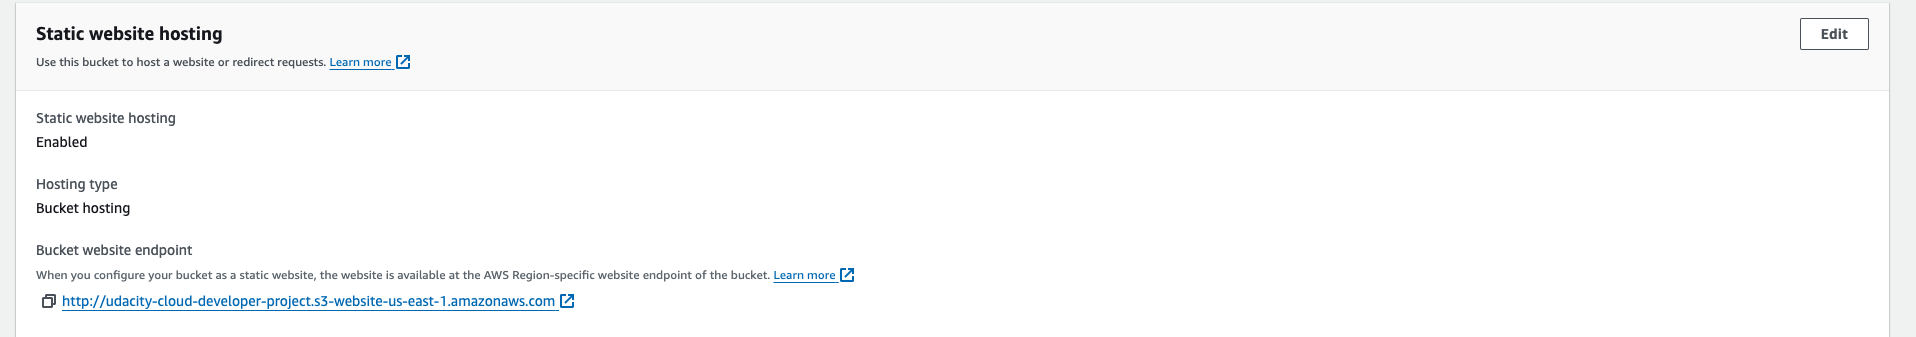 Static website hosting
Edit
Use this bucket to host a website or redirect requests. Learn more
Static website hosting
Enabled
Hosting type
Bucket hosting
Bucket website endpoint
When you configure your bucket as a static website, the website is available at the AWS Region-specific website endpoint of the bucket. Learn more
http://udacity-cloud-developer-project.s3-website-us-east-1.amazonaws.com